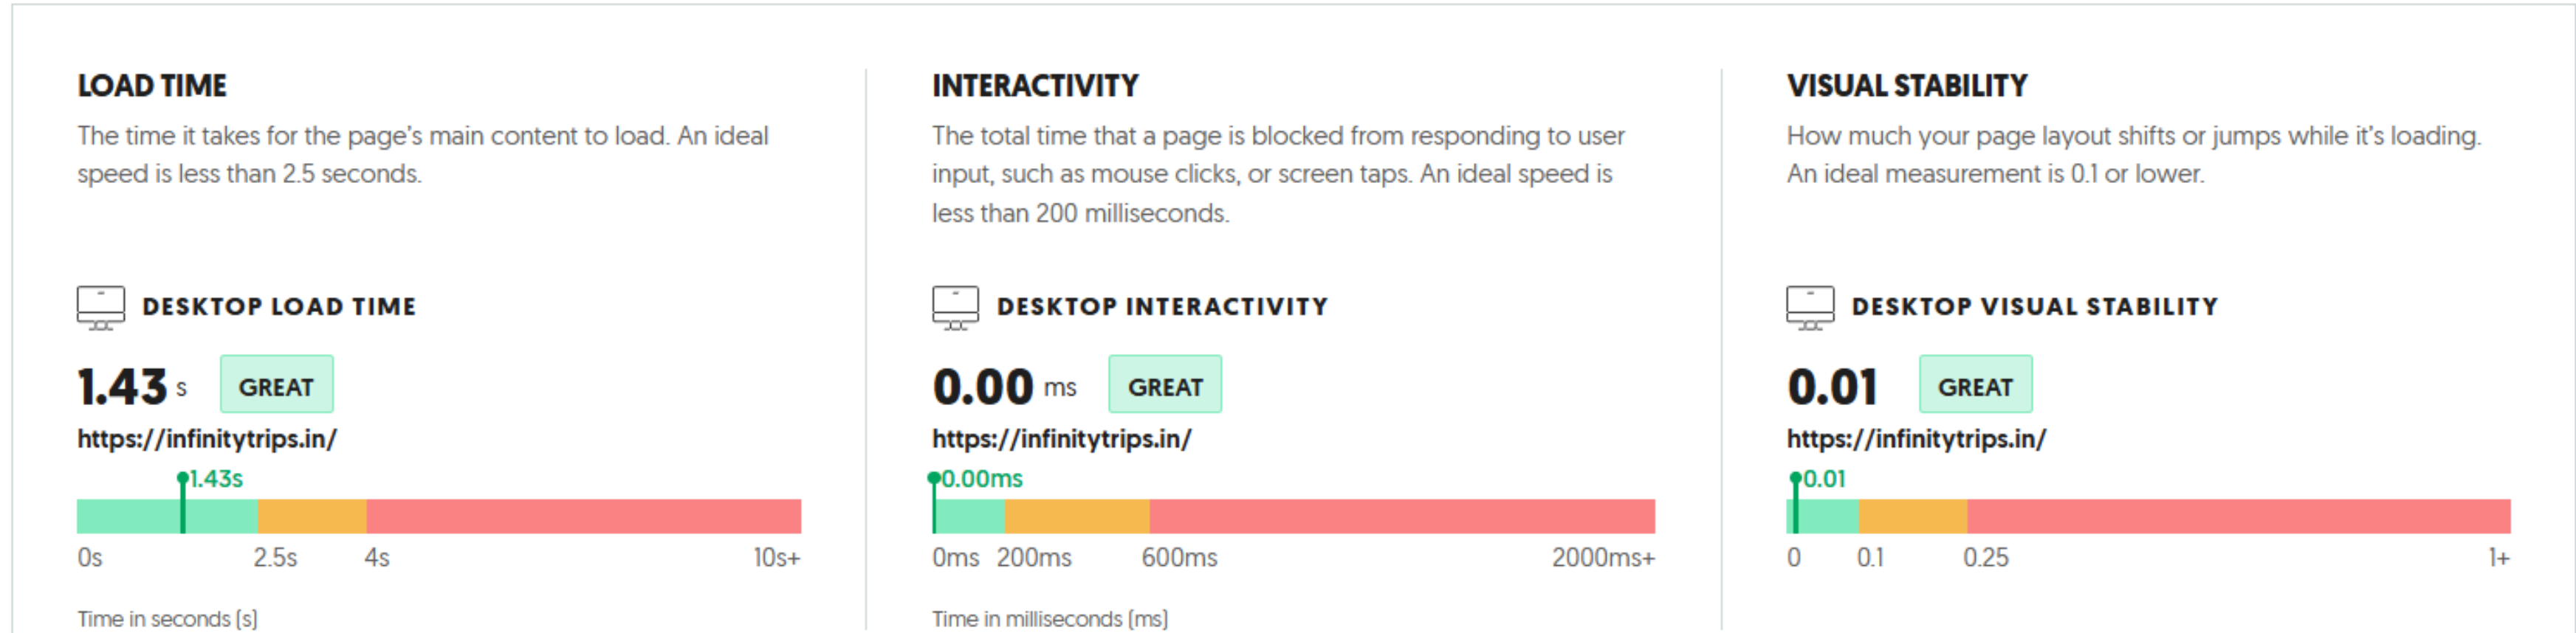 LOAD TIME
The time it takes for the page's main content to load. An ideal
speed is less than 2.5 seconds.
DESKTOP LOAD TIME
1.43 s GREAT
https://infinitytrips.in/
1.43s
0s 2.5s 4s 10s+
Time in seconds (s)
INTERACTIVITY
The total time that a page is blocked from responding to user
input, such as mouse clicks, or screen taps. An ideal speed is
less than 200 milliseconds.
DESKTOP INTERACTIVITY
0.00 ms GREAT
https://infinitytrips.in/
0.00ms
0ms 200ms 600ms 2000ms+
Time in milliseconds (ms)
VISUAL STABILITY
How much your page layout shifts or jumps while it's loading.
An ideal measurement is 0.1 or lower.
DESKTOP VISUAL STABILITY
0.01 GREAT
https://infinitytrips.in/
0.01
0 0.1 0.25 1+